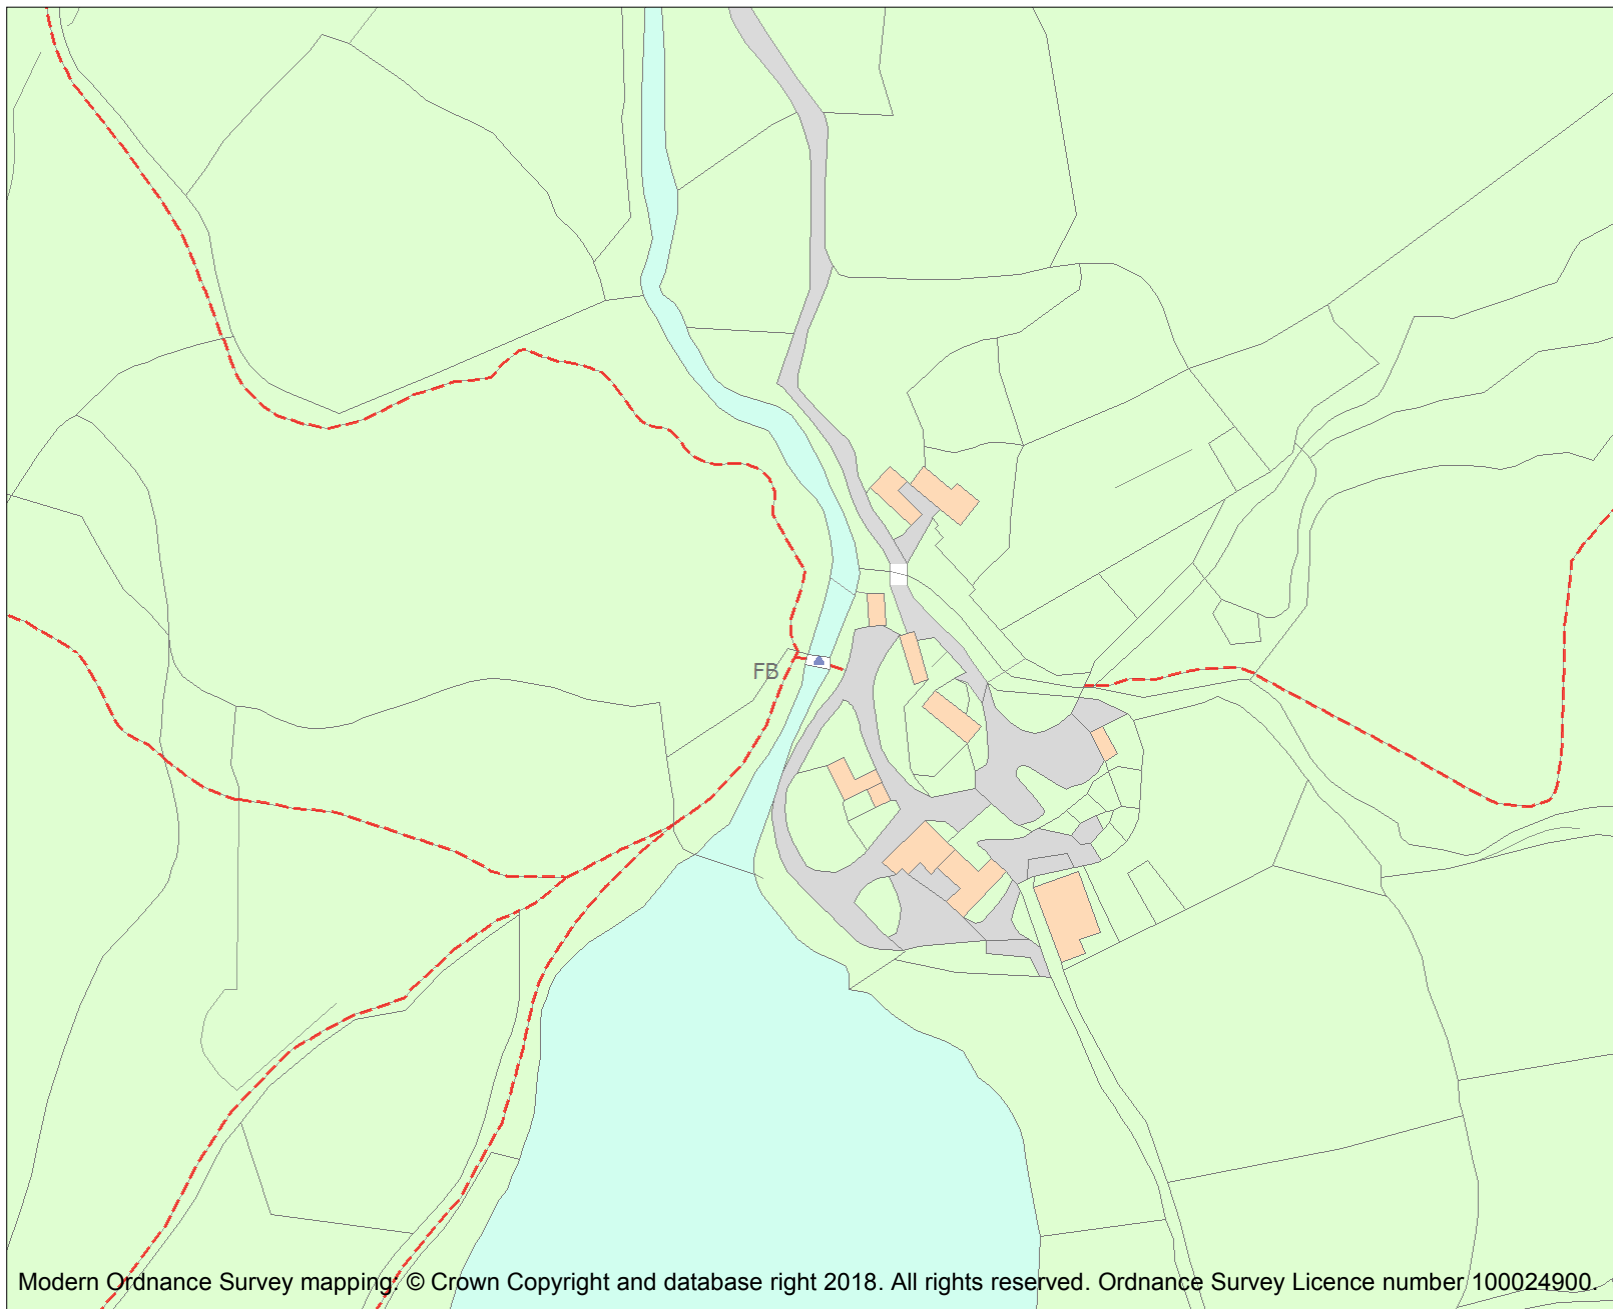 FB
Modern Ordnance Survey mapping: © Crown Copyright and database right 2018. All rights reserved. Ordnance Survey Licence number 100024900.